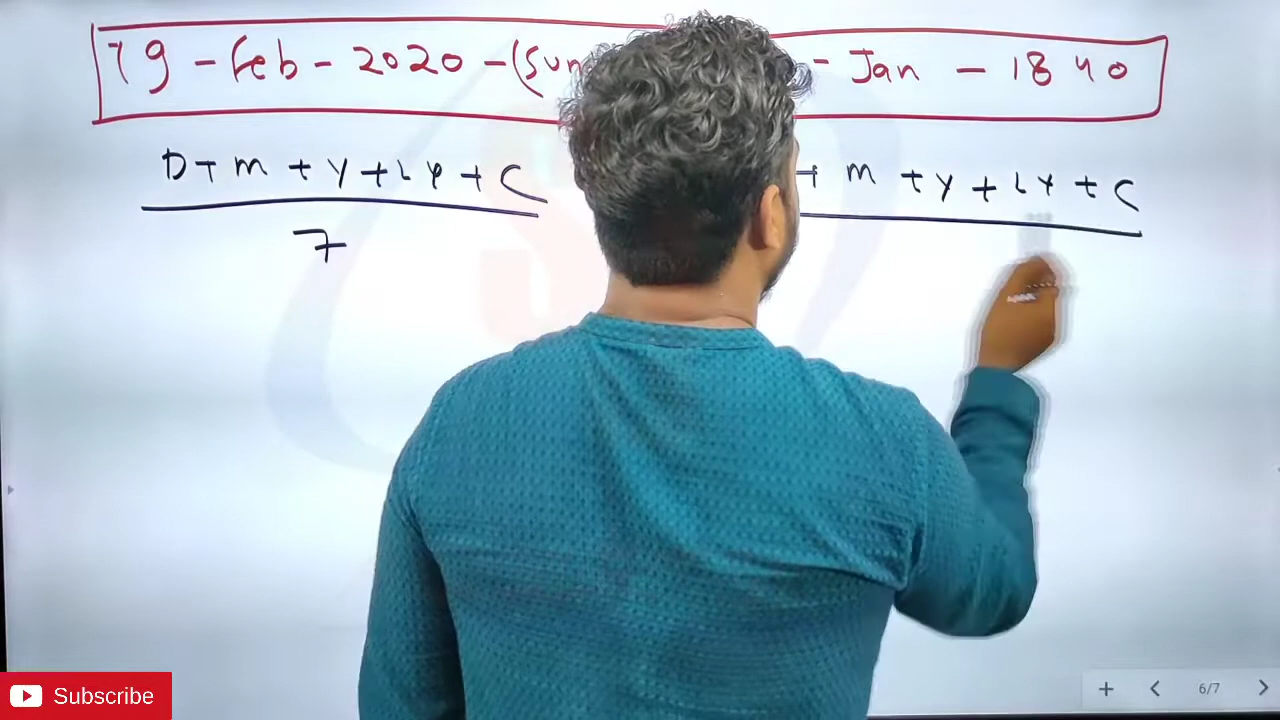 19 - Feb - 2020 - (Sun - Jan - 1840
D + m + y + Ly + C + m + y + Ly + C
7
Subscribe
6/7